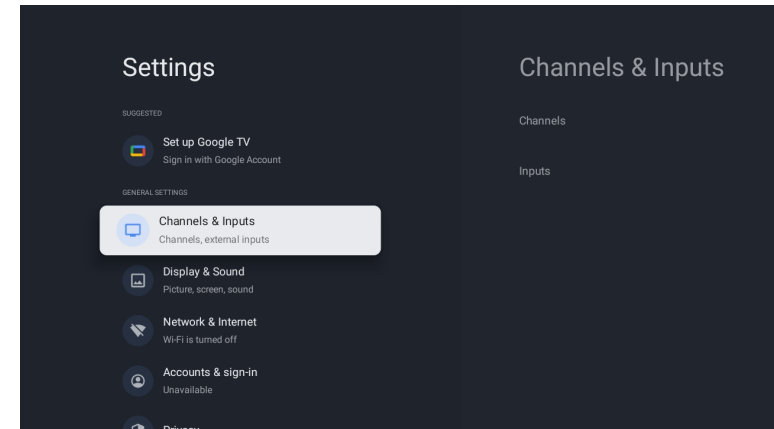 Settings
SUGGESTED
Set up Google TV
Sign in with Google Account
GENERAL SETTINGS
Channels & Inputs
Channels, external inputs
Display & Sound
Picture, screen, sound
Network & Internet
Wi-Fi is turned off
Accounts & sign-in
Unavailable
Channels & Inputs
Channels
Inputs